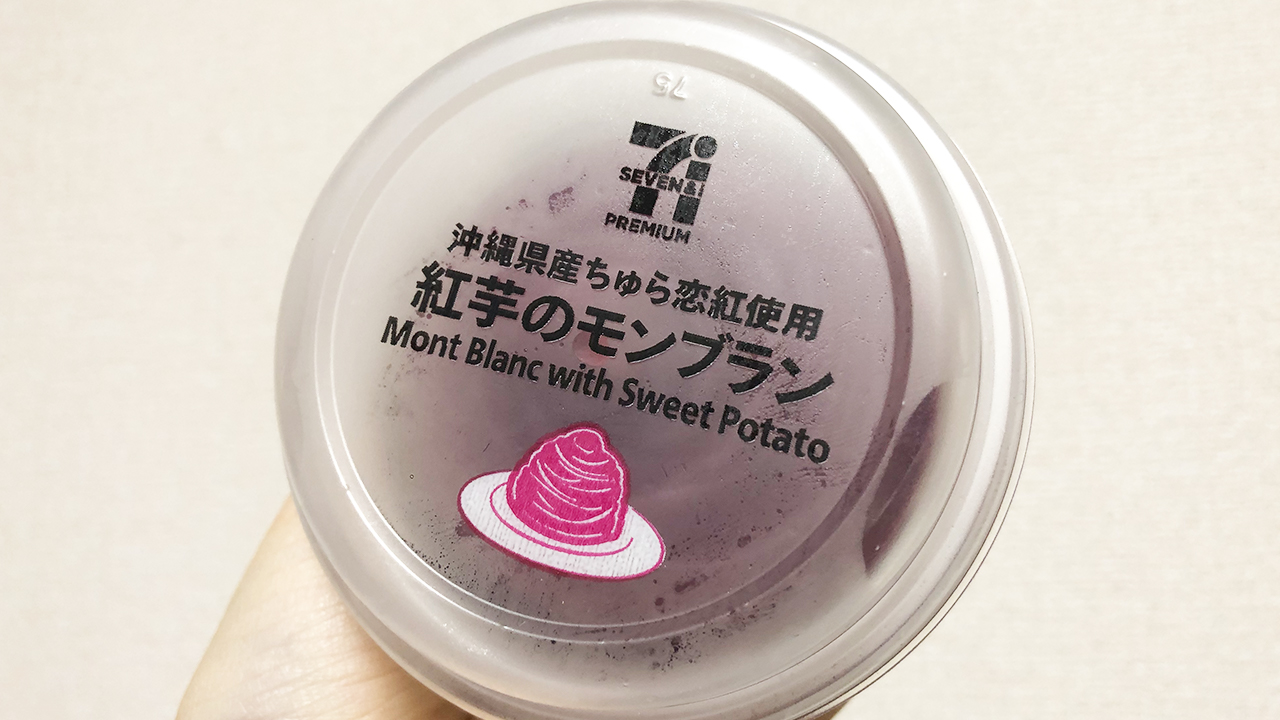 75
7i
SEVEN&i
PREMIUM
沖縄県産ちゅら恋紅使用
紅芋のモンブラン
Mont Blanc with Sweet Potato